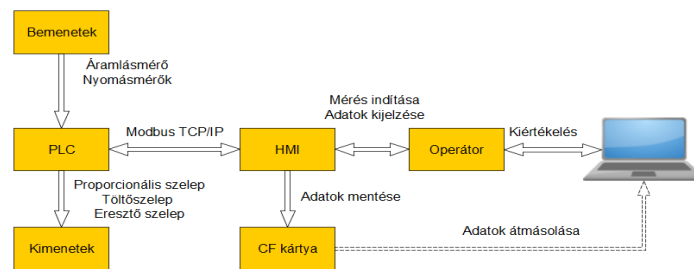 Bemenetek
Áramlásmérő
Nyomásmérők
PLC
Modbus TCP/IP
HMI
Mérés indítása
Adatok kijelzése
Operátor
Kiértékelés
Proporcionális szelep
Töltőszelep
Eresztő szelep
Adatok mentése
Kimenetek
CF kártya
Adatok átmásolása